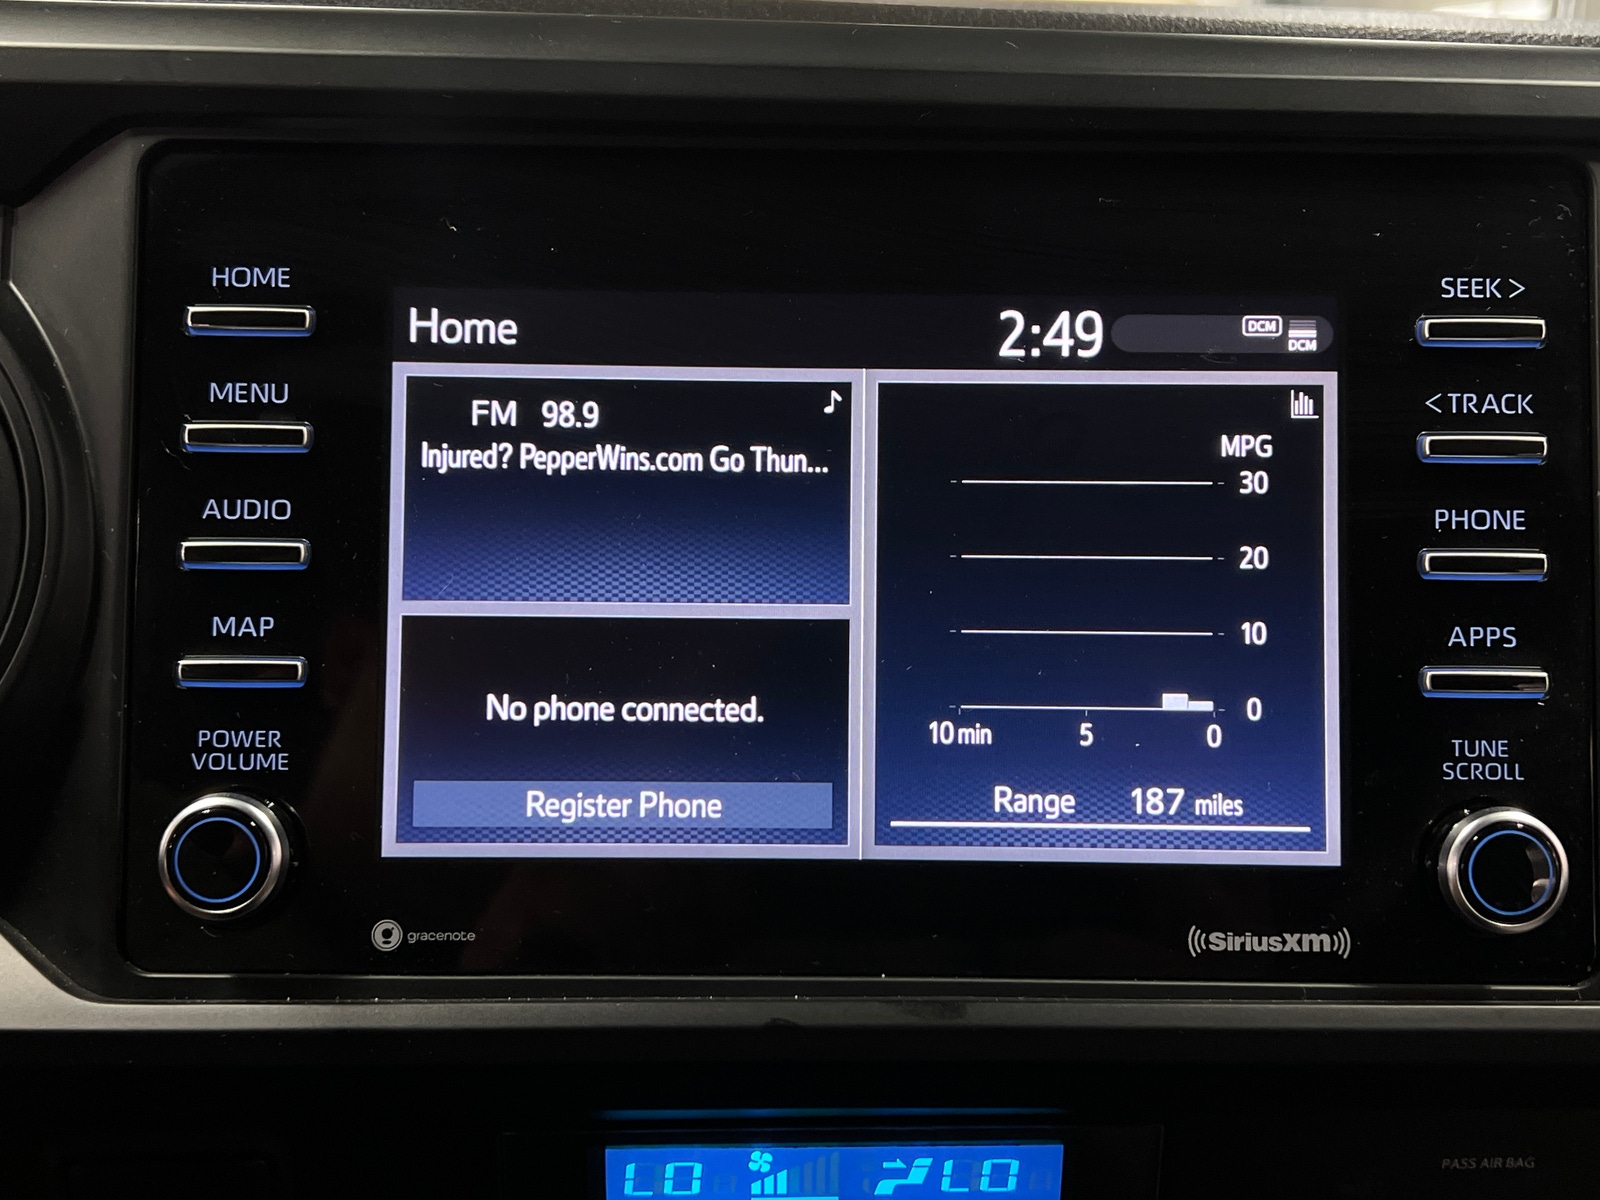 HOME
MENU
AUDIO
MAP
POWER
VOLUME
Home
2:49
DCM
DCM
FM 98.9
Injured? PepperWins.com Go Thun...
No phone connected.
Register Phone
MPG
30
20
10
0
10 min 5 0
Range 187 miles
SEEK >
< TRACK
PHONE
APPS
TUNE
SCROLL
gracenote
SiriusXM
LO LO
PASS AIR BAG